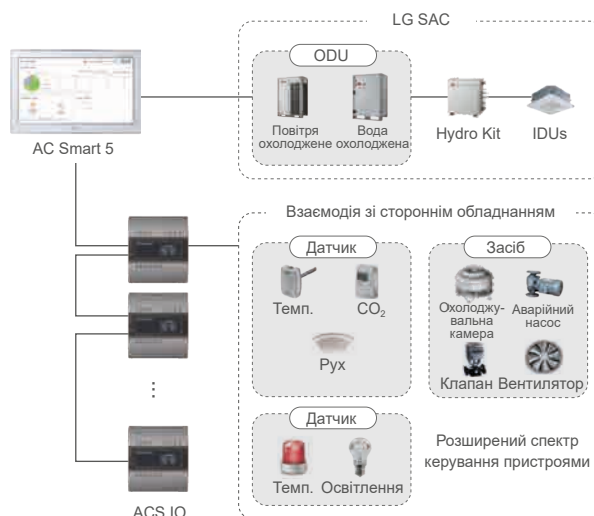 LG SAC
ODU
Повітря
охолоджене
Вода
охолоджена
Hydro Kit
IDUs
AC Smart 5
Взаємодія зі стороннім обладнанням
Датчик
Темп.
CO₂
Рух
Засіб
Охолоджу-
вальна
камера
Аварійний
насос
Клапан
Вентилятор
Датчик
Темп.
Освітлення
Розширений спектр
керування пристроями
ACS IO